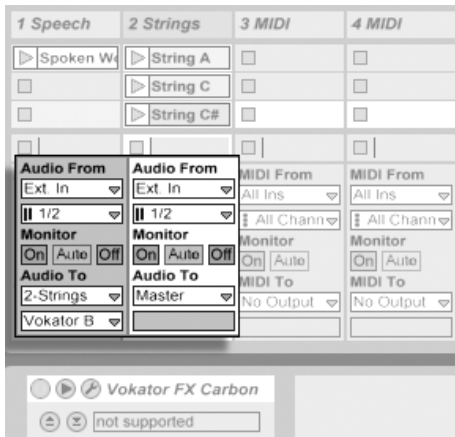 1 Speech 2 Strings 3 MIDI 4 MIDI
Spoken We String A
String C
String C#
Audio From Audio From MIDI From MIDI From
Ext. In Ext. In All Ins All Ins
1/2 1/2 All Chann All Chann
Monitor Monitor Monitor Monitor
On Auto Off On Auto Off On Auto On Auto
Audio To Audio To MIDI To MIDI To
2-Strings Master No Output No Output
Vokator B
Vokator FX Carbon
not supported